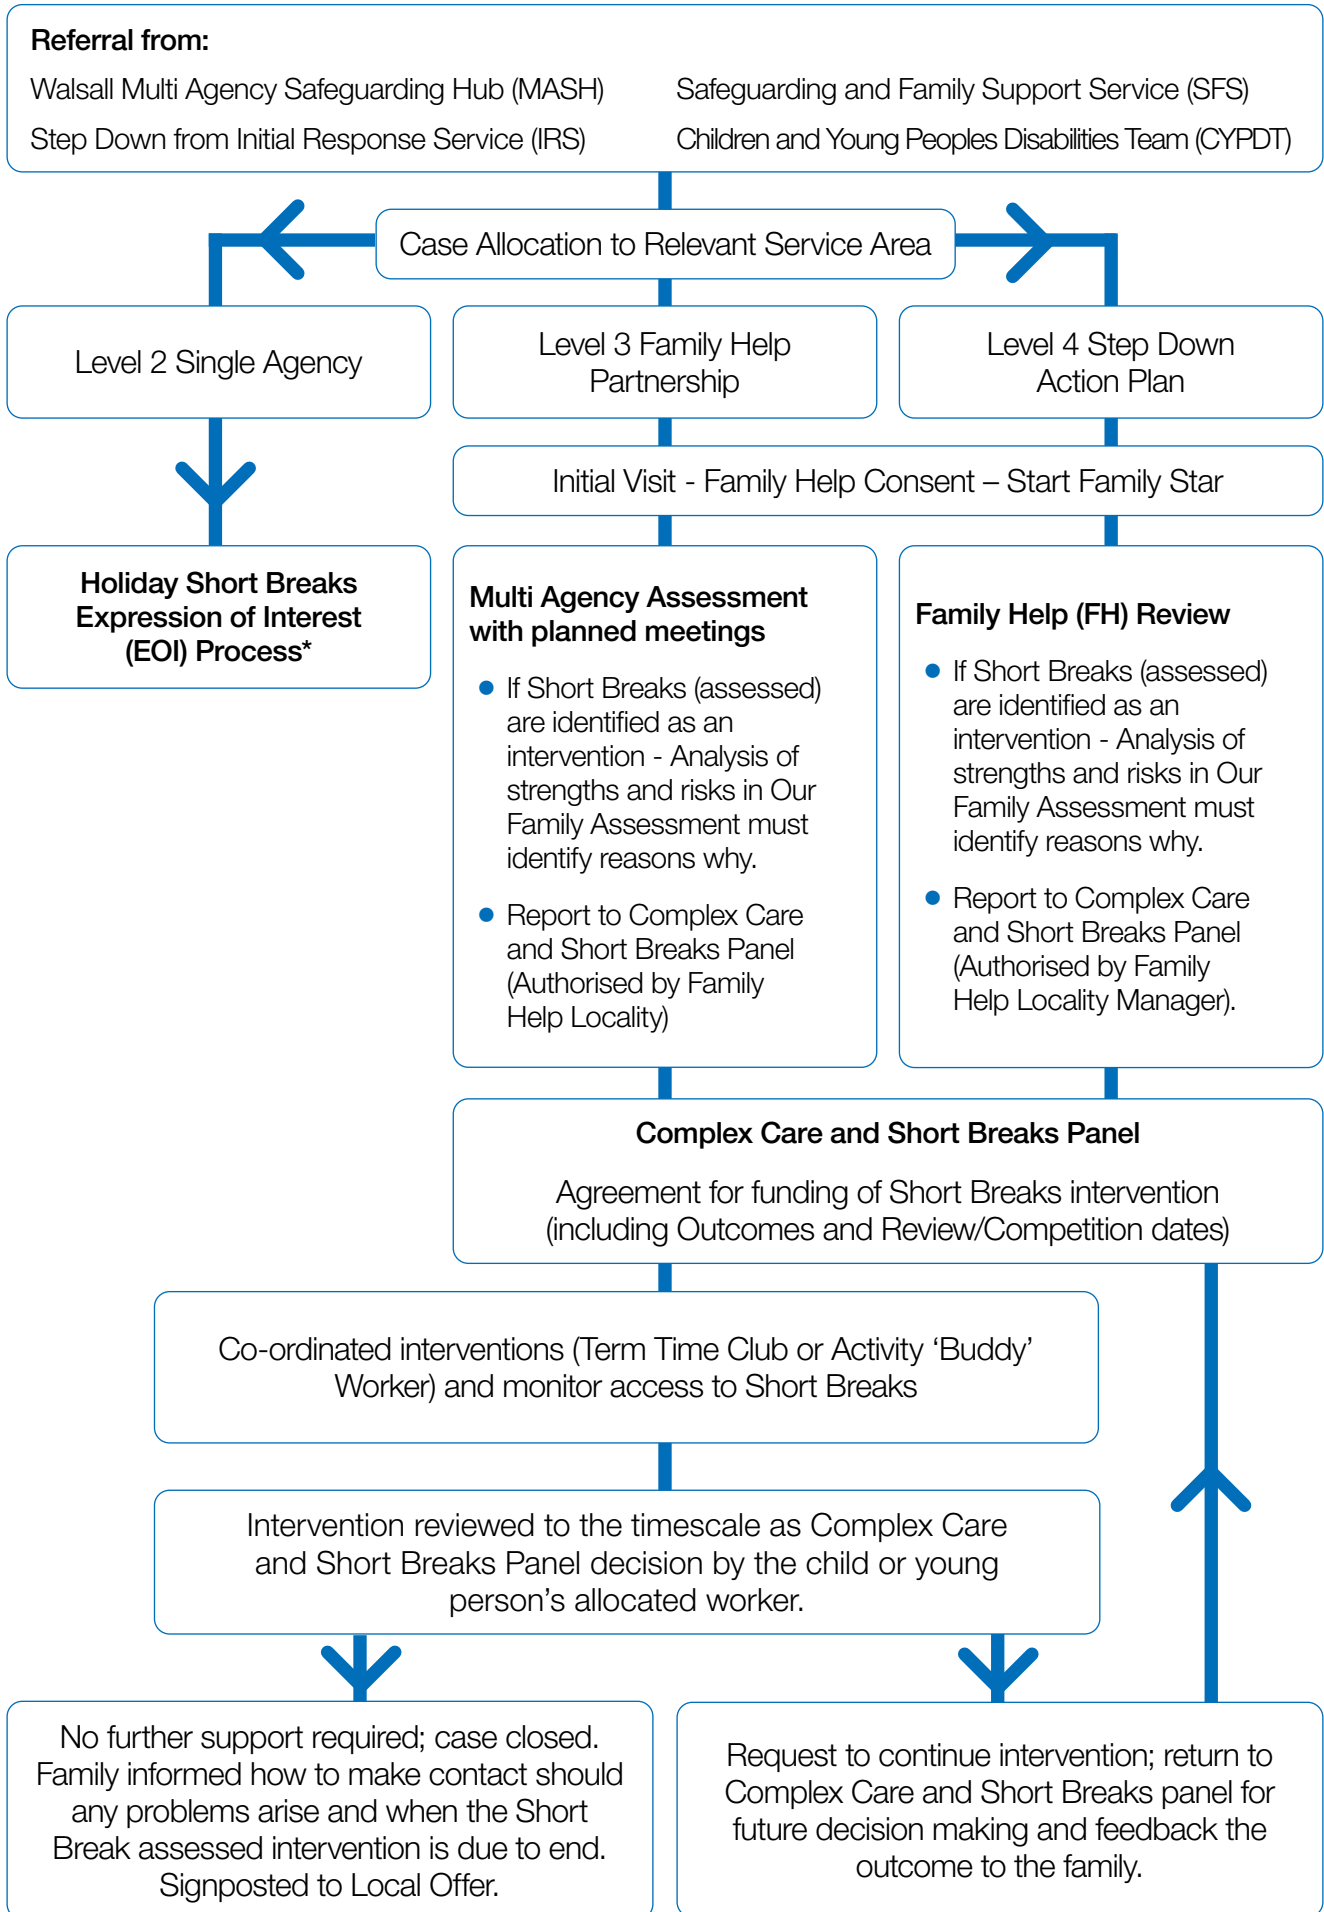 Referral from:
Walsall Multi Agency Safeguarding Hub (MASH)
Safeguarding and Family Support Service (SFS)
Step Down from Initial Response Service (IRS)
Children and Young Peoples Disabilities Team (CYPDT)
Case Allocation to Relevant Service Area
Level 2 Single Agency
Level 3 Family Help
Partnership
Level 4 Step Down
Action Plan
Initial Visit - Family Help Consent – Start Family Star
Holiday Short Breaks
Expression of Interest
(EOI) Process*
Multi Agency Assessment
with planned meetings
● If Short Breaks (assessed)
are identified as an
intervention - Analysis of
strengths and risks in Our
Family Assessment must
identify reasons why.
● Report to Complex Care
and Short Breaks Panel
(Authorised by Family
Help Locality)
Family Help (FH) Review
● If Short Breaks (assessed)
are identified as an
intervention - Analysis of
strengths and risks in Our
Family Assessment must
identify reasons why.
● Report to Complex Care
and Short Breaks Panel
(Authorised by Family
Help Locality Manager).
Complex Care and Short Breaks Panel
Agreement for funding of Short Breaks intervention
(including Outcomes and Review/Competition dates)
Co-ordinated interventions (Term Time Club or Activity ‘Buddy’
Worker) and monitor access to Short Breaks
Intervention reviewed to the timescale as Complex Care
and Short Breaks Panel decision by the child or young
person’s allocated worker.
No further support required; case closed.
Family informed how to make contact should
any problems arise and when the Short
Break assessed intervention is due to end.
Signposted to Local Offer.
Request to continue intervention; return to
Complex Care and Short Breaks panel for
future decision making and feedback the
outcome to the family.